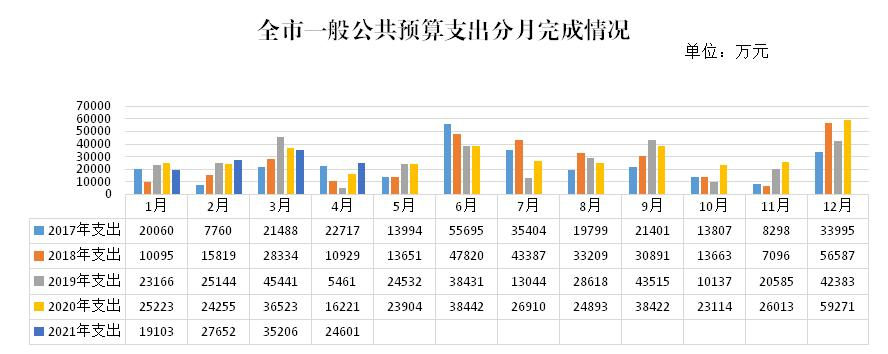 全市一般公共预算支出分月完成情况
单位：万元
70000
60000
50000
40000
30000
20000
10000
0
1月 2月 3月 4月 5月 6月 7月 8月 9月 10月 11月 12月
2017年支出 20060 7760 21488 22717 13994 55695 35404 19799 21401 13807 8298 33995
2018年支出 10095 15819 28334 10929 13651 47820 43387 33209 30891 13663 7096 56587
2019年支出 23166 25144 45441 5461 24532 38431 13044 28618 43515 10137 20585 42383
2020年支出 25223 24255 36523 16221 23904 38442 26910 24893 38422 23114 26013 59271
2021年支出 19103 27652 35206 24601